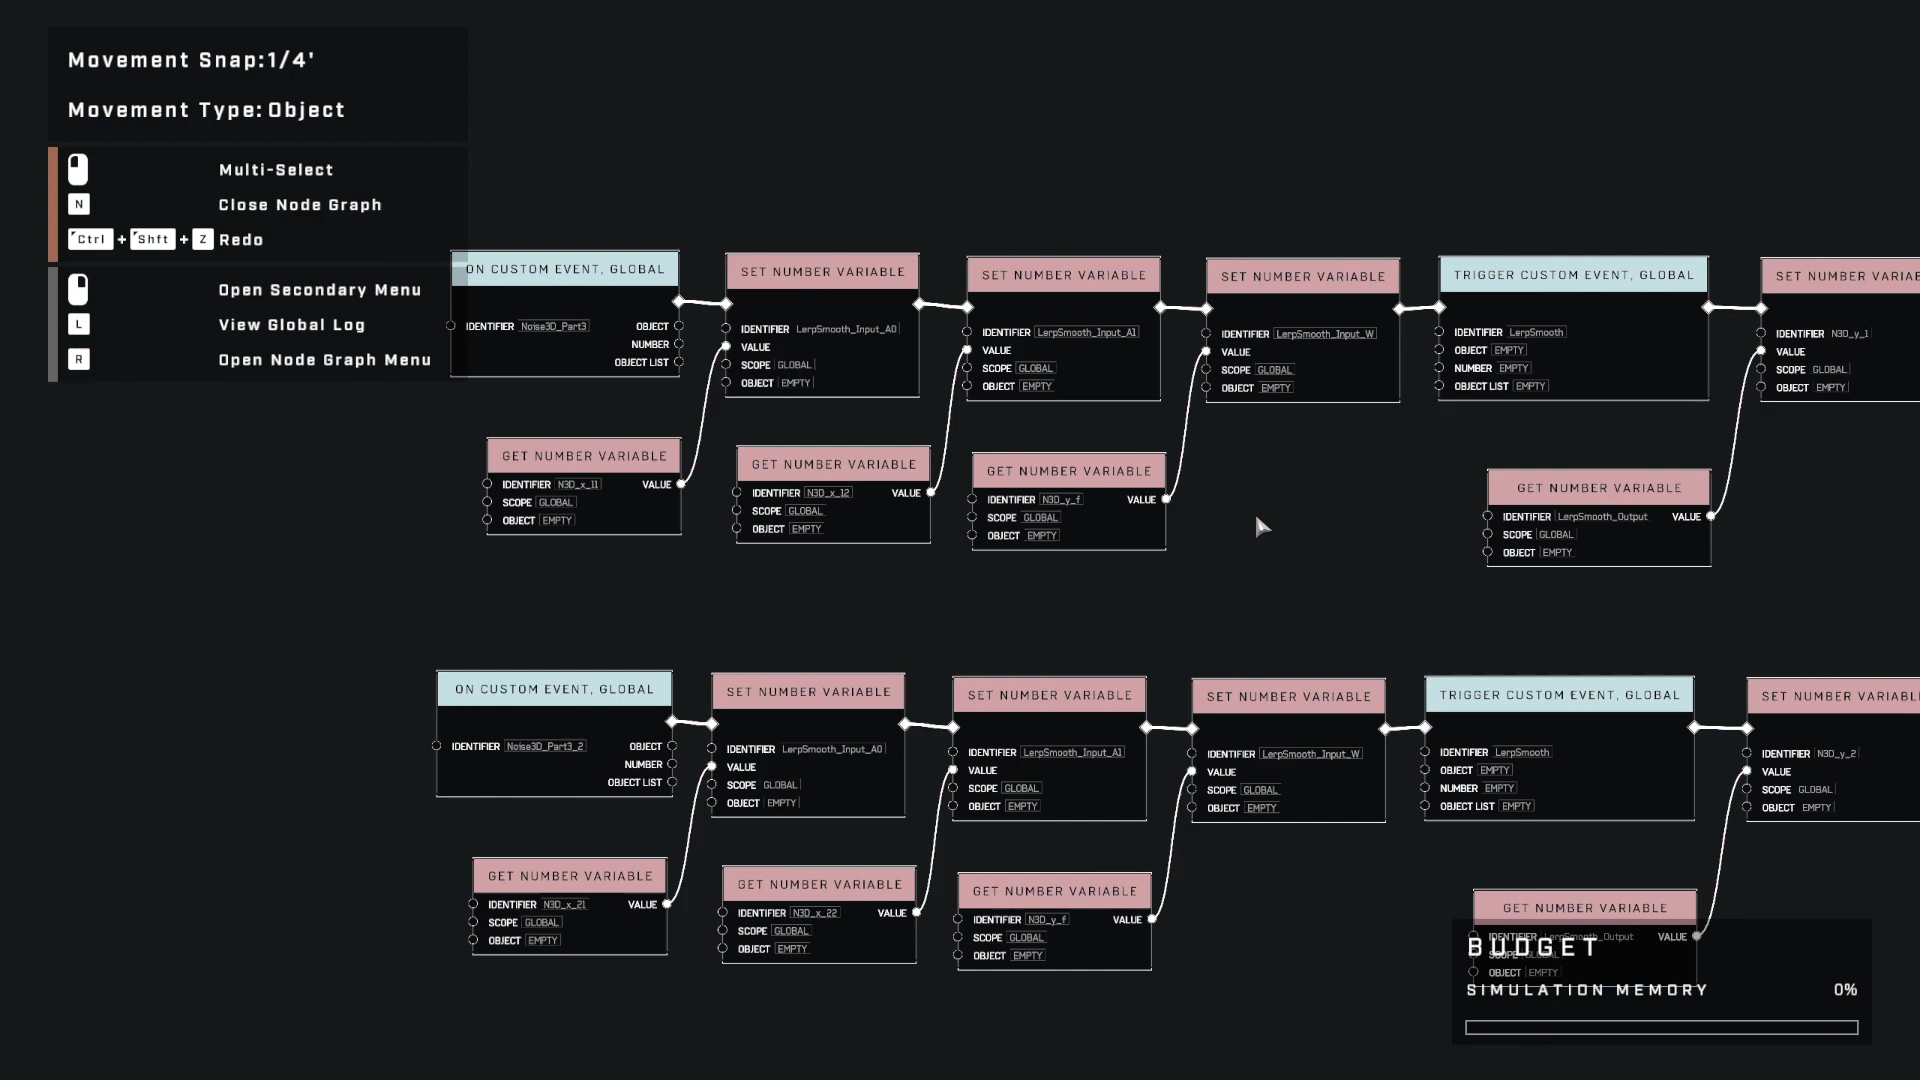 Movement Snap:1/4'
Movement Type: Object
Multi-Select
N Close Node Graph
Ctrl + Shft + Z Redo
Open Secondary Menu
L View Global Log
R Open Node Graph Menu
ON CUSTOM EVENT, GLOBAL
IDENTIFIER Noise3D_Part3 OBJECT
NUMBER
OBJECT LIST
SET NUMBER VARIABLE
IDENTIFIER LerpSmooth_Input_A0
VALUE
SCOPE GLOBAL
OBJECT EMPTY
SET NUMBER VARIABLE
IDENTIFIER LerpSmooth_Input_A1
VALUE
SCOPE GLOBAL
OBJECT EMPTY
SET NUMBER VARIABLE
IDENTIFIER LerpSmooth_Input_W
VALUE
SCOPE GLOBAL
OBJECT EMPTY
TRIGGER CUSTOM EVENT, GLOBAL
IDENTIFIER LerpSmooth
OBJECT EMPTY
NUMBER EMPTY
OBJECT LIST EMPTY
SET NUMBER VARIAB
IDENTIFIER N3D_y_1
VALUE
SCOPE GLOBAL
OBJECT EMPTY
GET NUMBER VARIABLE
IDENTIFIER N3D_x_11 VALUE
SCOPE GLOBAL
OBJECT EMPTY
GET NUMBER VARIABLE
IDENTIFIER N3D_x_12 VALUE
SCOPE GLOBAL
OBJECT EMPTY
GET NUMBER VARIABLE
IDENTIFIER N3D_y_f VALUE
SCOPE GLOBAL
OBJECT EMPTY
GET NUMBER VARIABLE
IDENTIFIER LerpSmooth_Output VALUE
SCOPE GLOBAL
OBJECT EMPTY
ON CUSTOM EVENT, GLOBAL
IDENTIFIER Noise3D_Part3_2 OBJECT
NUMBER
OBJECT LIST
SET NUMBER VARIABLE
IDENTIFIER LerpSmooth_Input_A0
VALUE
SCOPE GLOBAL
OBJECT EMPTY
SET NUMBER VARIABLE
IDENTIFIER LerpSmooth_Input_A1
VALUE
SCOPE GLOBAL
OBJECT EMPTY
SET NUMBER VARIABLE
IDENTIFIER LerpSmooth_Input_W
VALUE
SCOPE GLOBAL
OBJECT EMPTY
TRIGGER CUSTOM EVENT, GLOBAL
IDENTIFIER LerpSmooth
OBJECT EMPTY
NUMBER EMPTY
OBJECT LIST EMPTY
SET NUMBER VARIABL
IDENTIFIER N3D_y_2
VALUE
SCOPE GLOBAL
OBJECT EMPTY
GET NUMBER VARIABLE
IDENTIFIER N3D_x_21 VALUE
SCOPE GLOBAL
OBJECT EMPTY
GET NUMBER VARIABLE
IDENTIFIER N3D_x_22 VALUE
SCOPE GLOBAL
OBJECT EMPTY
GET NUMBER VARIABLE
IDENTIFIER N3D_y_f VALUE
SCOPE GLOBAL
OBJECT EMPTY
GET NUMBER VARIABLE
IDENTIFIER LerpSmooth_Output VALUE
SCOPE GLOBAL
OBJECT EMPTY
BUDGET
SIMULATION MEMORY 0%